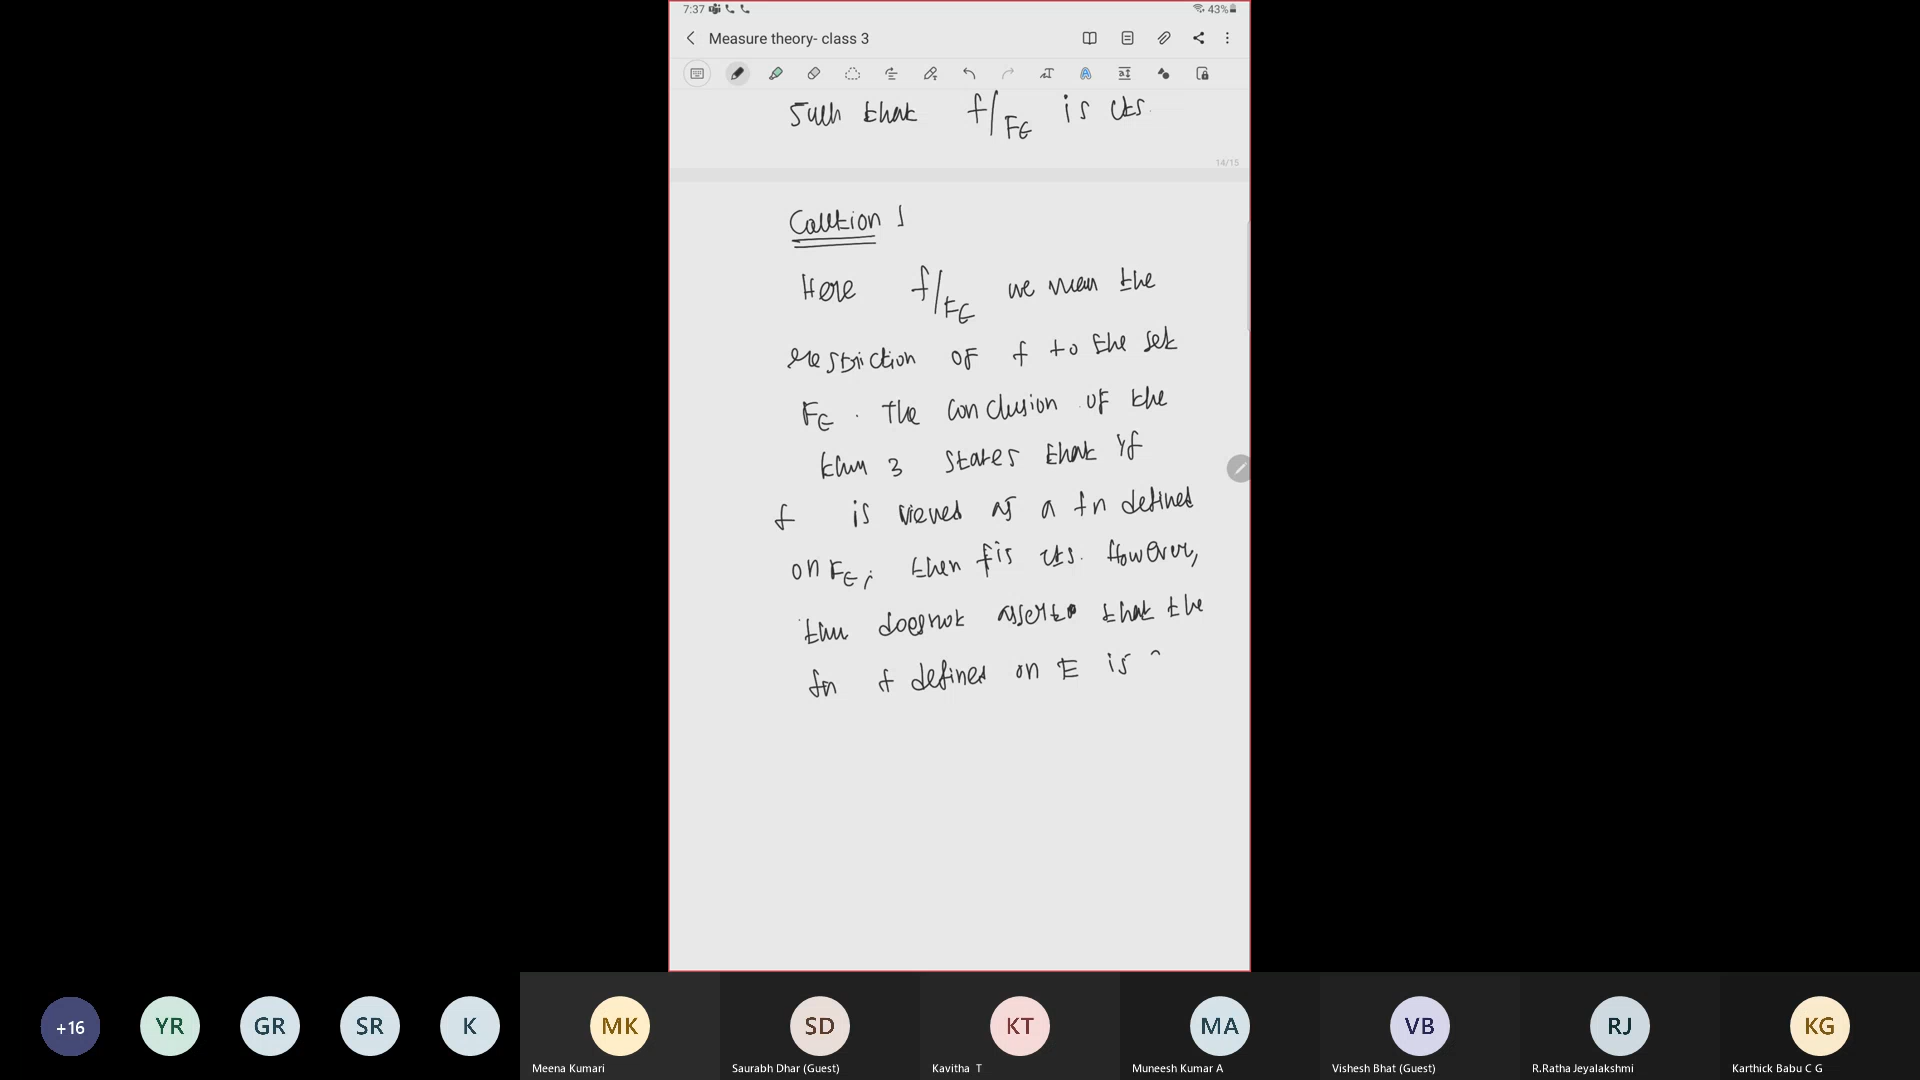 7:37
43%
Measure theory- class 3
Such that f/Fϵ is cts.
14/15
Caution !
Here f/Fϵ we mean the
restriction of f to the set
Fϵ. The conclusion of the
thm 3 states that if
f is viewed as a fn defined
on Fϵ, then f is cts. However,
thm does not assert that the
fn f defined on E is
+16
YR
GR
SR
K
MK
SD
KT
MA
VB
RJ
KG
Meena Kumari
Saurabh Dhar (Guest)
Kavitha T
Muneesh Kumar A
Vishesh Bhat (Guest)
R.Ratha Jeyalakshmi
Karthick Babu C G